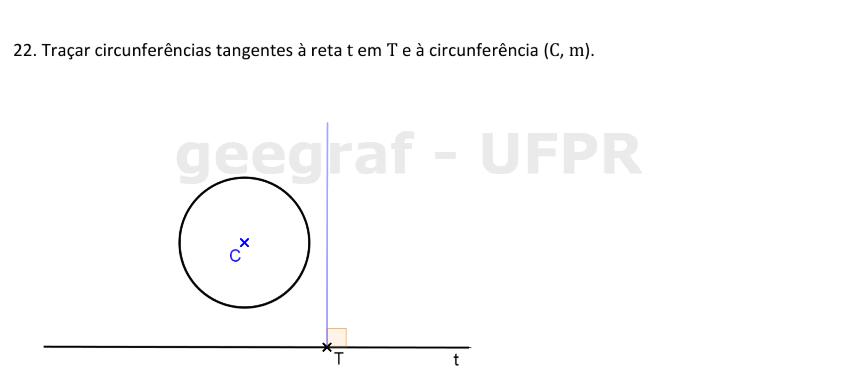 22. Traçar circunferências tangentes à reta t em T e à circunferência (C, m).
geegraf - UFPR
C
T
t